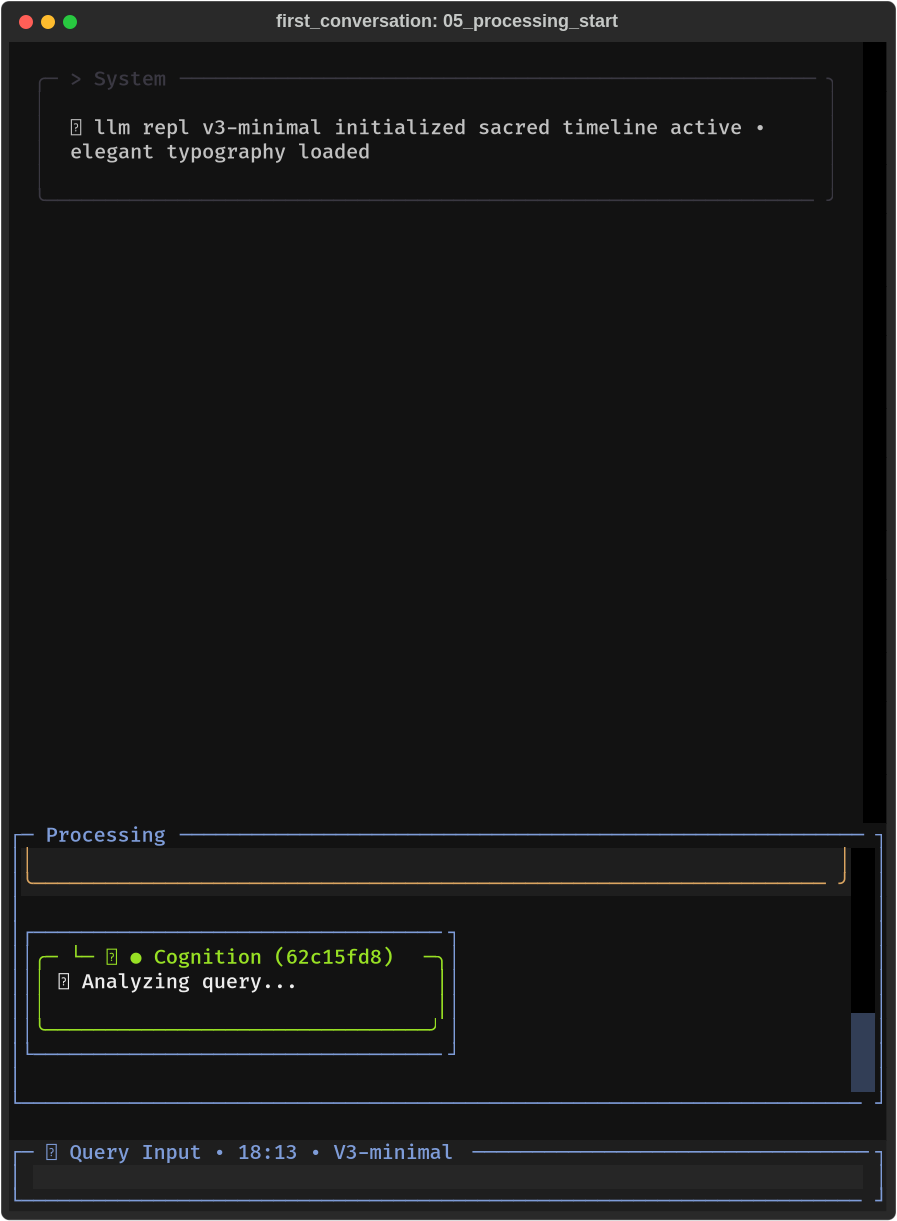 first_conversation: 05_processing_start
> System
llm repl v3-minimal initialized sacred timeline active •
elegant typography loaded
Processing
└─ ● Cognition (62c15fd8)
Analyzing query...
Query Input • 18:13 • V3-minimal